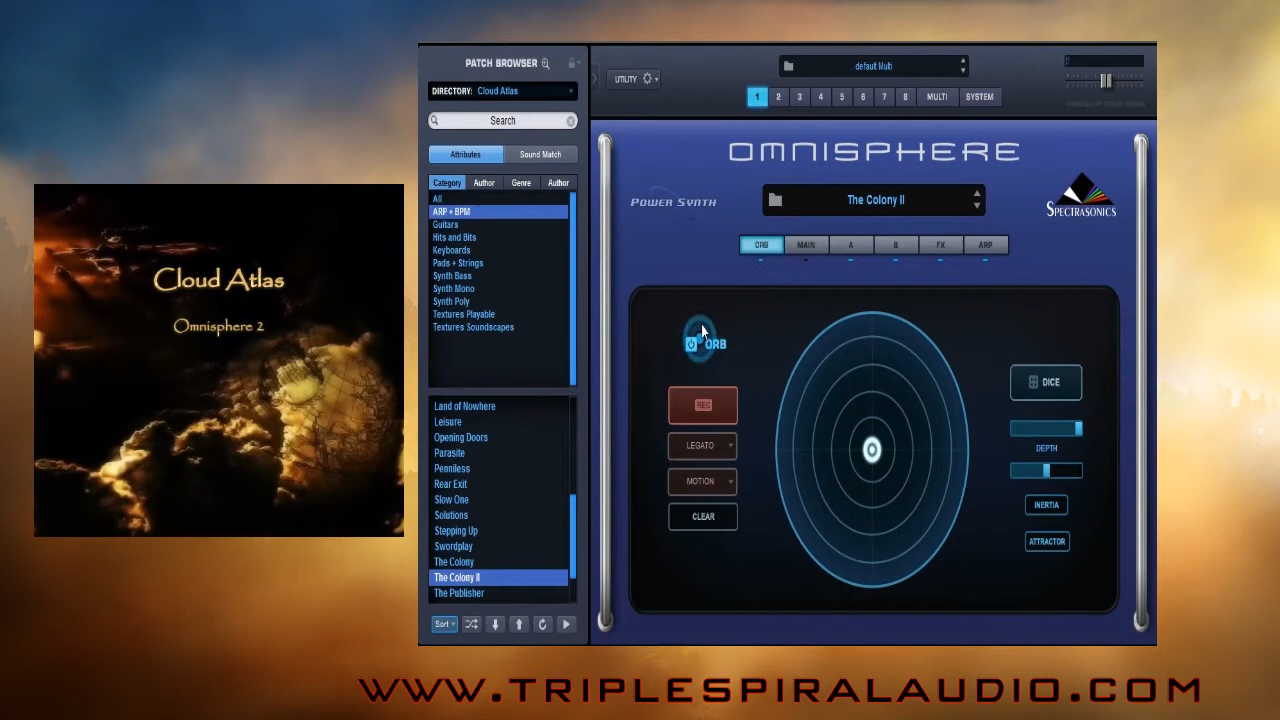 Cloud Atlas
Omnisphere 2
PATCH BROWSER
DIRECTORY: Cloud Atlas
Search
Attributes Sound Match
Category Author Genre Author
All
ARP + BPM
Guitars
Hits and Bits
Keyboards
Pads + Strings
Synth Bass
Synth Mono
Synth Poly
Textures Playable
Textures Soundscapes
Land of Nowhere
Leisure
Opening Doors
Parasite
Penniless
Rear Exit
Slow One
Solutions
Stepping Up
Swordplay
The Colony
The Colony II
The Publisher
Sort
UTILITY
default Multi
1 2 3 4 5 6 7 8 MULTI SYSTEM
OMNISPHERE
POWER SYNTH
The Colony II
SPECTRASONICS
ORB MAIN A B FX ARP
ORB
REC
LEGATO
MOTION
CLEAR
DICE
DEPTH
INERTIA
ATTRACTOR
WWW.TRIPLESPIRALAUDIO.COM